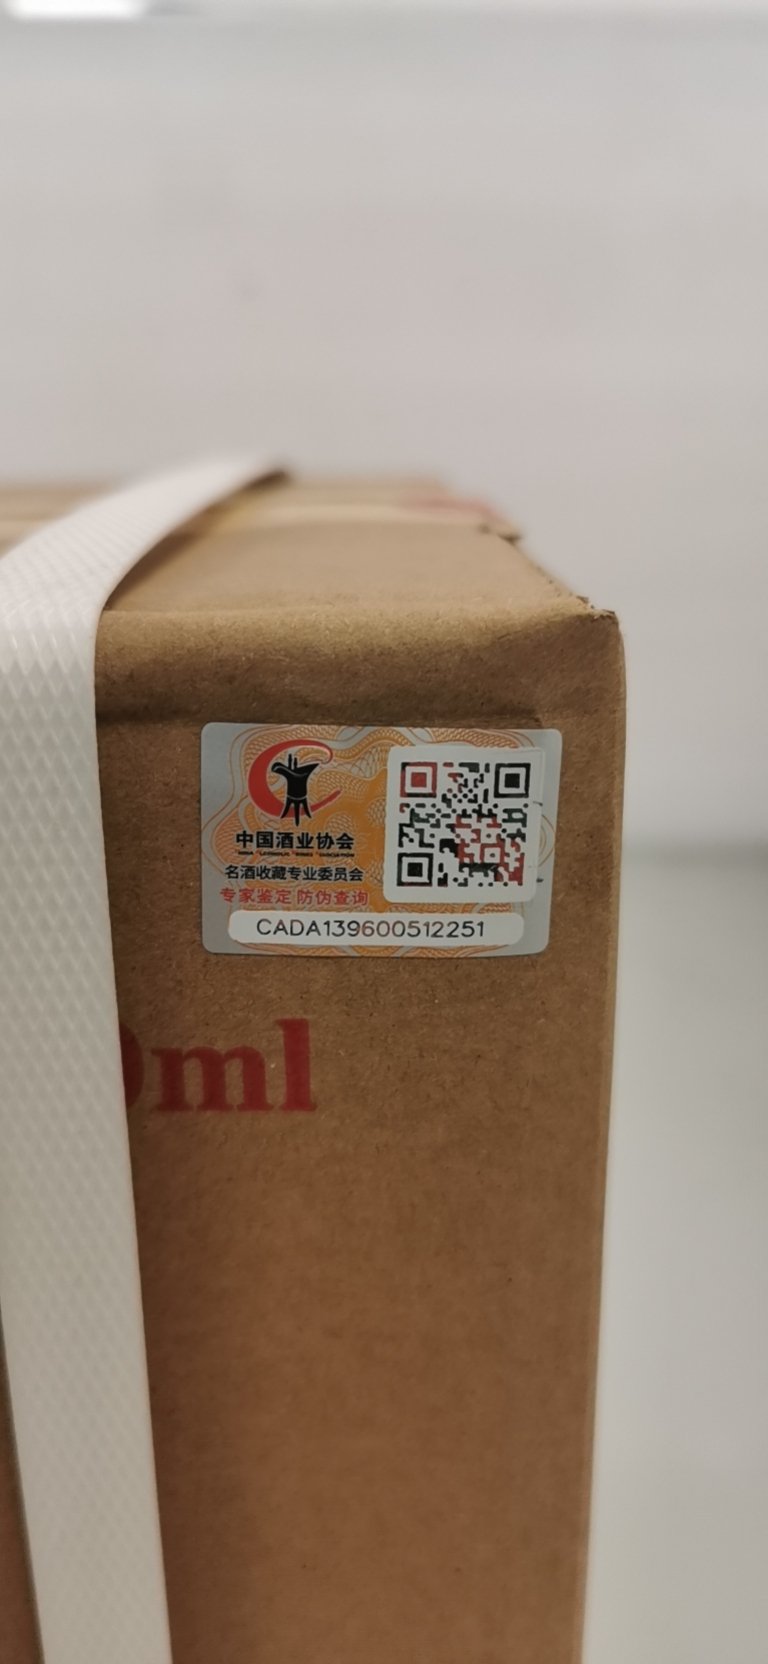 中国酒业协会
名酒收藏专业委员会
专家鉴定 防伪查询
CADA139600512251
0ml